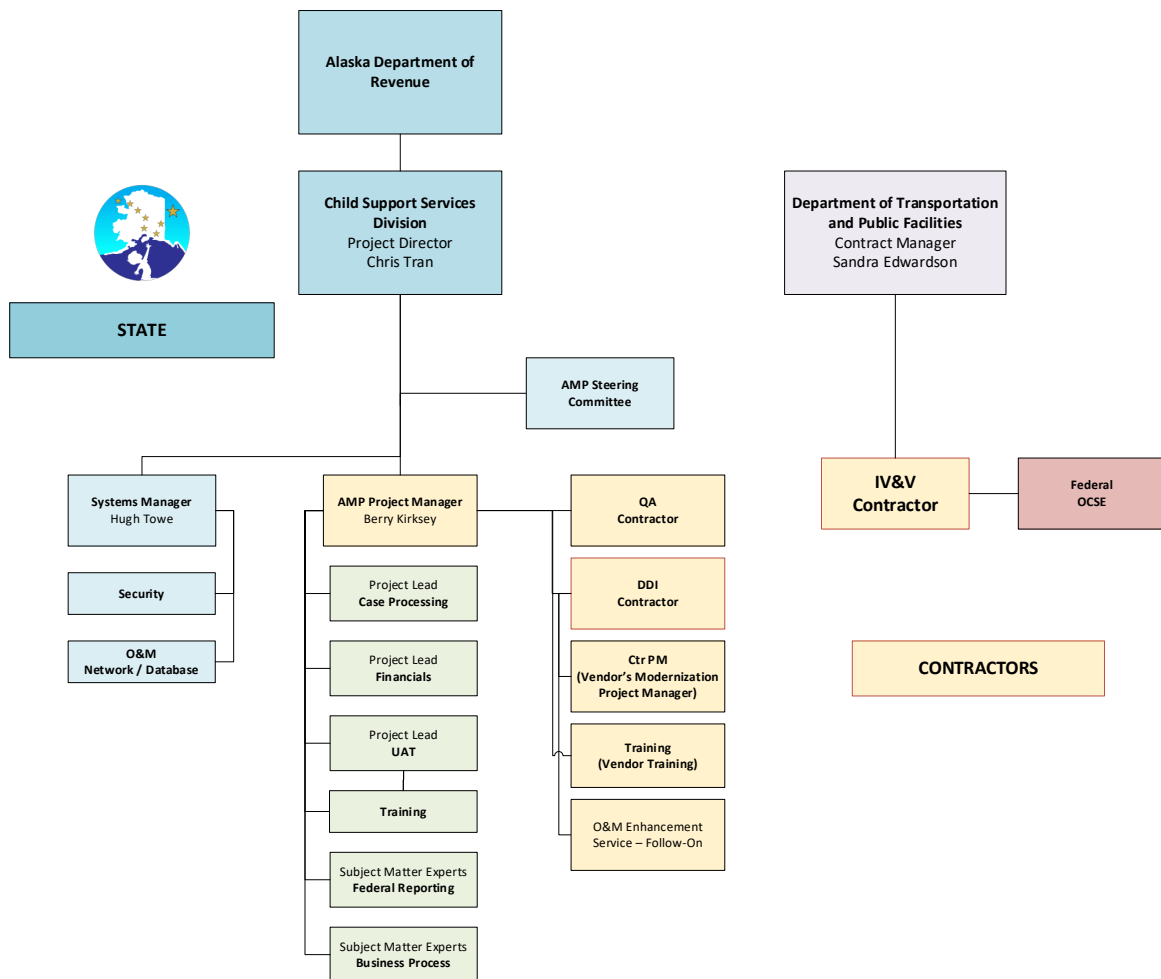 Alaska Department of
Revenue
Child Support Services
Division
Project Director
Chris Tran
Department of Transportation
and Public Facilities
Contract Manager
Sandra Edwardson
STATE
AMP Steering
Committee
Systems Manager
Hugh Towe
Security
O&M
Network / Database
AMP Project Manager
Berry Kirksey
Project Lead
Case Processing
Project Lead
Financials
Project Lead
UAT
Training
Subject Matter Experts
Federal Reporting
Subject Matter Experts
Business Process
QA
Contractor
DDI
Contractor
Ctr PM
(Vendor’s Modernization
Project Manager)
Training
(Vendor Training)
O&M Enhancement
Service – Follow-On
IV&V
Contractor
Federal
OCSE
CONTRACTORS